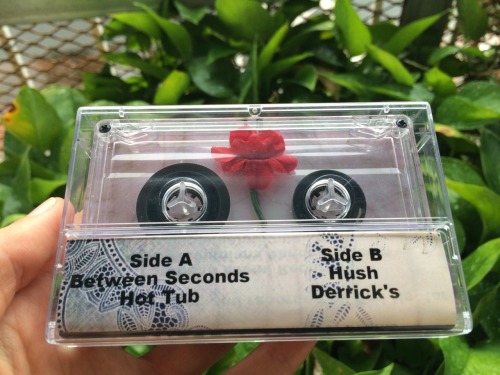 Side A
Between Seconds
Hot Tub
Side B
Hush
Derrick's